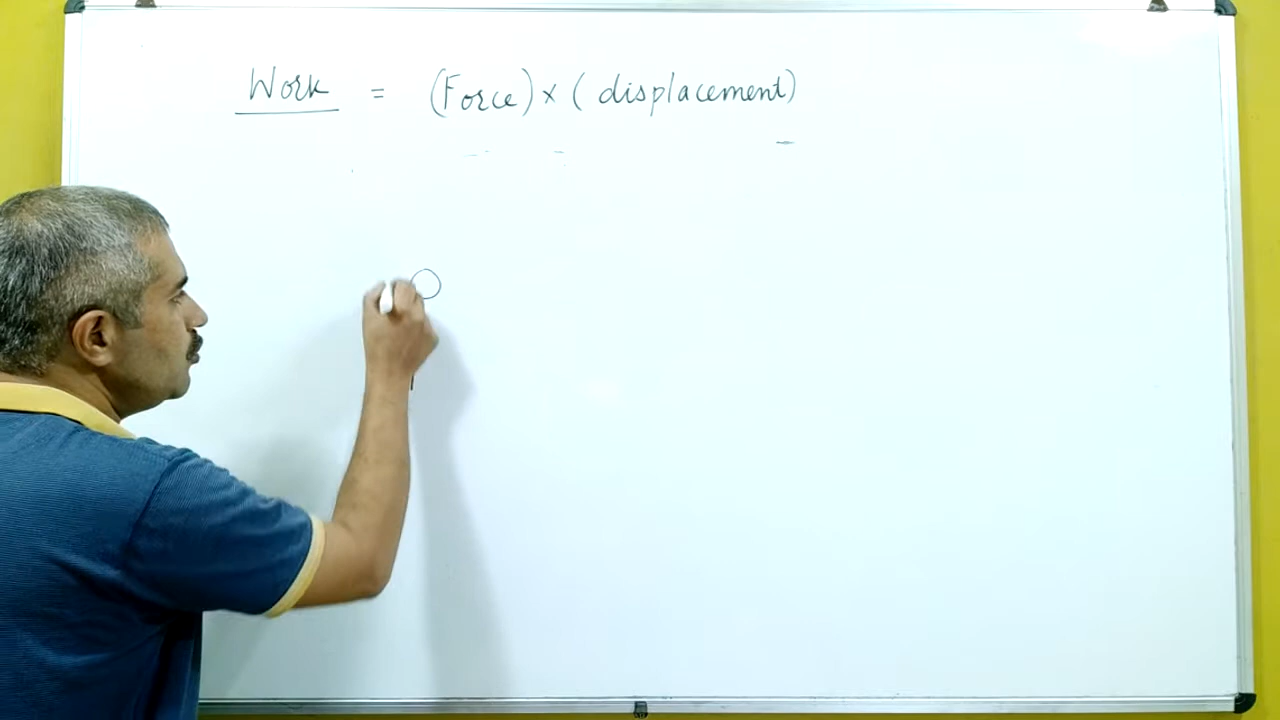 Work = (Force) × ( displacement)